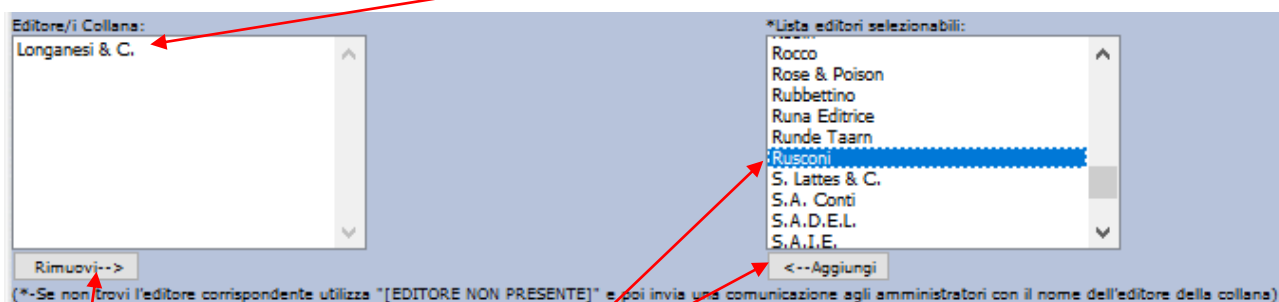 Editore/i Collana:
Longanesi & C.
Rimuovi-->
*Lista editori selezionabili:
Rocco
Rose & Poison
Rubbettino
Runa Editrice
Runde Taarn
Rusconi
S. Lattes & C.
S.A. Conti
S.A.D.E.L.
S.A.I.E.
<--Aggiungi
(*-Se non trovi l'editore corrispondente utilizza "[EDITORE NON PRESENTE]" e poi invia una comunicazione agli amministratori con il nome dell'editore della collana)